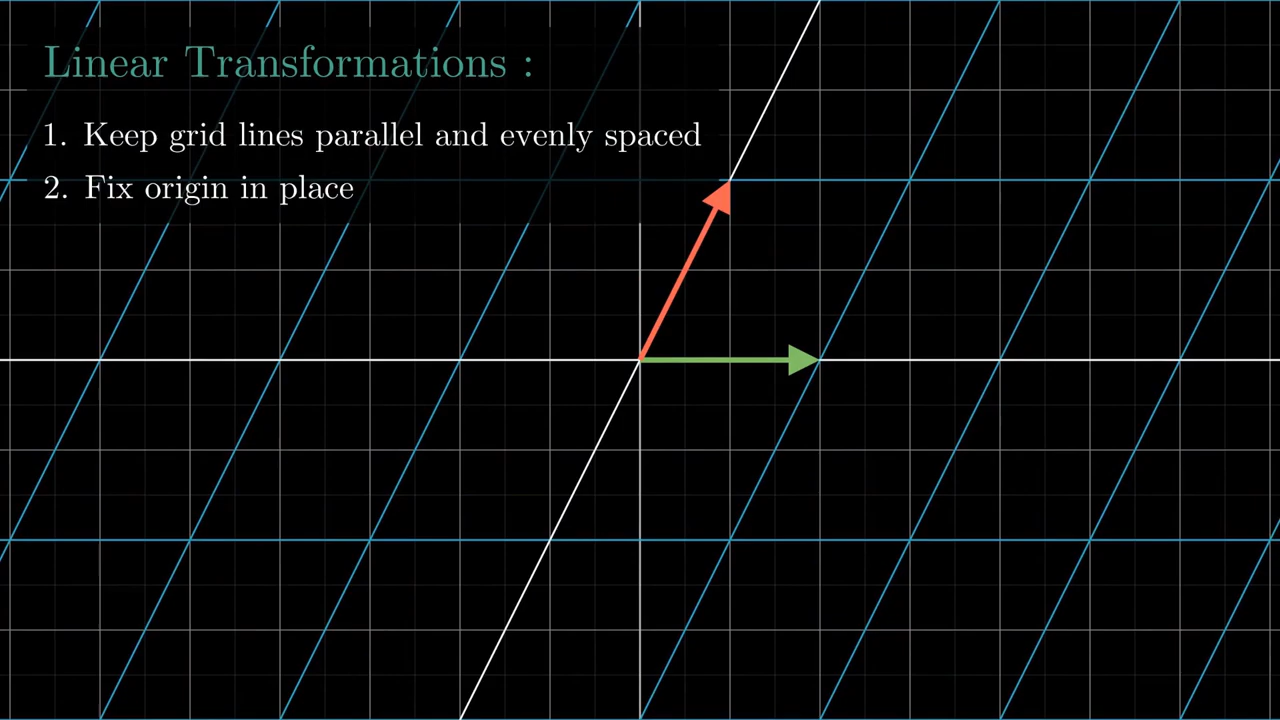 Linear Transformations :
1. Keep grid lines parallel and evenly spaced
2. Fix origin in place